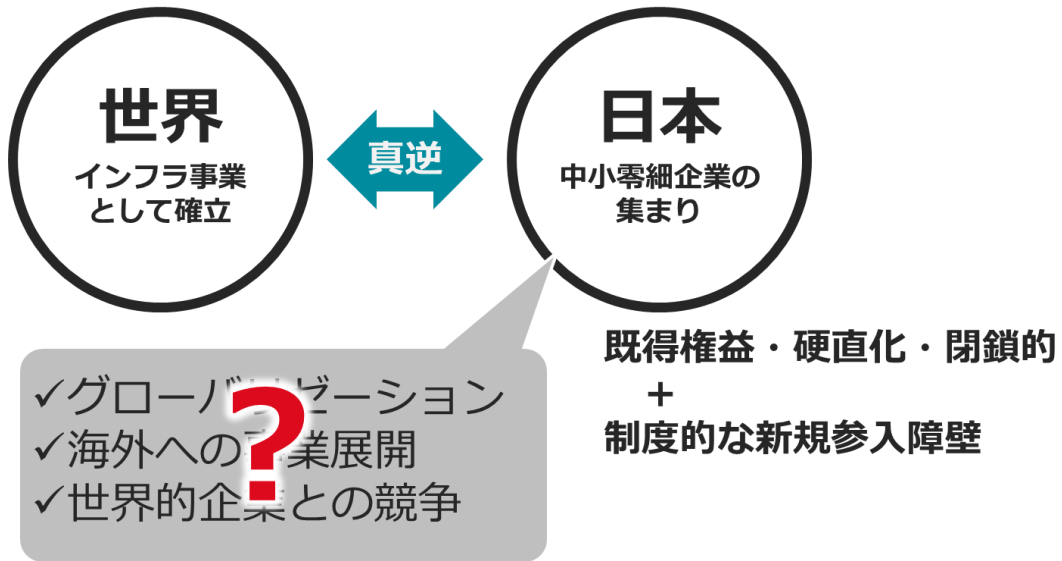 世界
インフラ事業
として確立
真逆
日本
中小零細企業の
集まり
既得権益・硬直化・閉鎖的
+
制度的な新規参入障壁
✓グローバリゼーション
✓海外への事業展開
✓世界的企業との競争
?